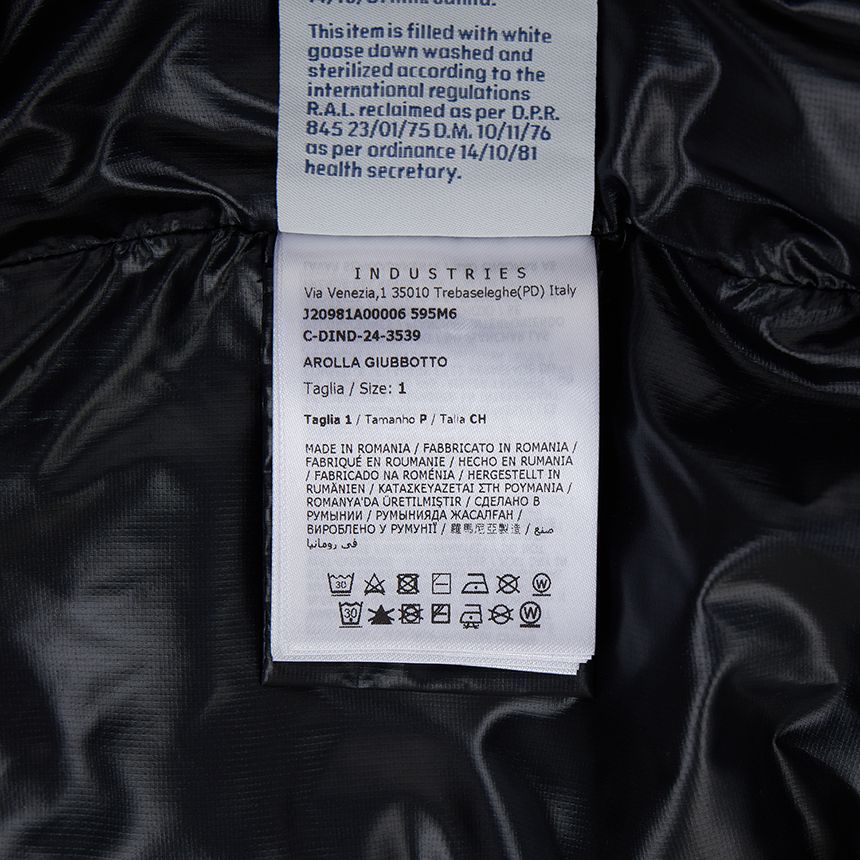 This item is filled with white
goose down washed and
sterilized according to the
international regulations
R.A.L. reclaimed as per D.P.R.
845 23/01/75 D.M. 10/11/76
as per ordinance 14/10/81
health secretary.
INDUSTRIES
Via Venezia,1 35010 Trebaseleghe(PD) Italy
J20981A00006 595M6
C-DIND-24-3539
AROLLA GIUBBOTTO
Taglia / Size: 1
Taglia 1 / Tamanho P / Talla CH
MADE IN ROMANIA / FABBRICATO IN ROMANIA /
FABRIQUÉ EN ROUMANIE / HECHO EN RUMANIA
/ FABRICADO NA ROMÉNIA / HERGESTELLT IN
RUMÄNIEN / ΚΑΤΑΣΚΕΥΑΖΕΤΑΙ ΣΤΗ ΡΟΥΜΑΝΙΑ /
ROMANYA'DA ÜRETİLMİŞTİR / СДЕЛАНО В
РУМЫНИИ / РУМЫНИЯДА ЖАСАЛҒАН /
ВИРОБЛЕНО У РУМУНІЇ / 羅馬尼亞製造 / صنع
في رومانيا
30 W
30 W